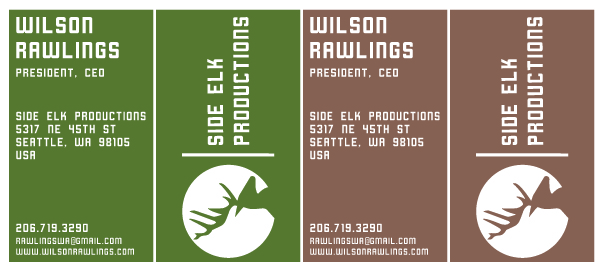 WILSON
RAWLINGS
PRESIDENT, CEO
SIDE ELK PRODUCTIONS
5317 NE 45TH ST
SEATTLE, WA 98105
USA
206.719.3290
RAWLINGSWA@GMAIL.COM
WWW.WILSONRAWLINGS.COM
SIDE ELK
PRODUCTIONS
WILSON
RAWLINGS
PRESIDENT, CEO
SIDE ELK PRODUCTIONS
5317 NE 45TH ST
SEATTLE, WA 98105
USA
206.719.3290
RAWLINGSWA@GMAIL.COM
WWW.WILSONRAWLINGS.COM
SIDE ELK
PRODUCTIONS